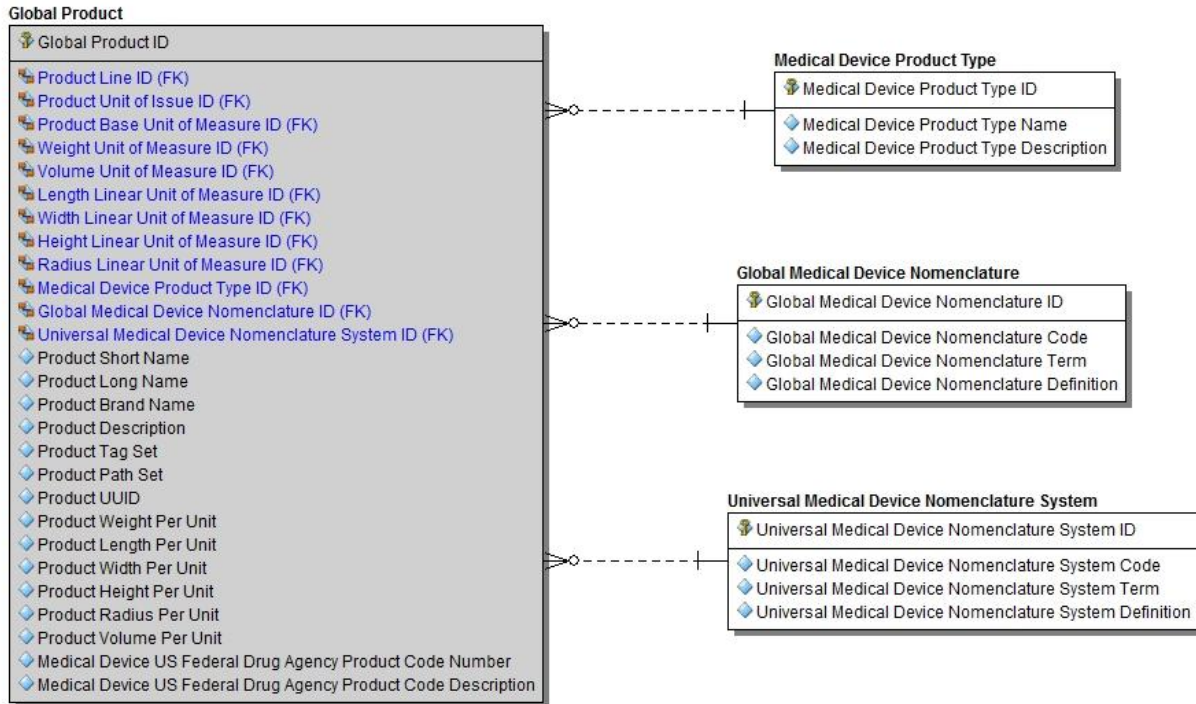 Global Product
Global Product ID
Product Line ID (FK)
Product Unit of Issue ID (FK)
Product Base Unit of Measure ID (FK)
Weight Unit of Measure ID (FK)
Volume Unit of Measure ID (FK)
Length Linear Unit of Measure ID (FK)
Width Linear Unit of Measure ID (FK)
Height Linear Unit of Measure ID (FK)
Radius Linear Unit of Measure ID (FK)
Medical Device Product Type ID (FK)
Global Medical Device Nomenclature ID (FK)
Universal Medical Device Nomenclature System ID (FK)
Product Short Name
Product Long Name
Product Brand Name
Product Description
Product Tag Set
Product Path Set
Product UUID
Product Weight Per Unit
Product Length Per Unit
Product Width Per Unit
Product Height Per Unit
Product Radius Per Unit
Product Volume Per Unit
Medical Device US Federal Drug Agency Product Code Number
Medical Device US Federal Drug Agency Product Code Description
Medical Device Product Type
Medical Device Product Type ID
Medical Device Product Type Name
Medical Device Product Type Description
Global Medical Device Nomenclature
Global Medical Device Nomenclature ID
Global Medical Device Nomenclature Code
Global Medical Device Nomenclature Term
Global Medical Device Nomenclature Definition
Universal Medical Device Nomenclature System
Universal Medical Device Nomenclature System ID
Universal Medical Device Nomenclature System Code
Universal Medical Device Nomenclature System Term
Universal Medical Device Nomenclature System Definition